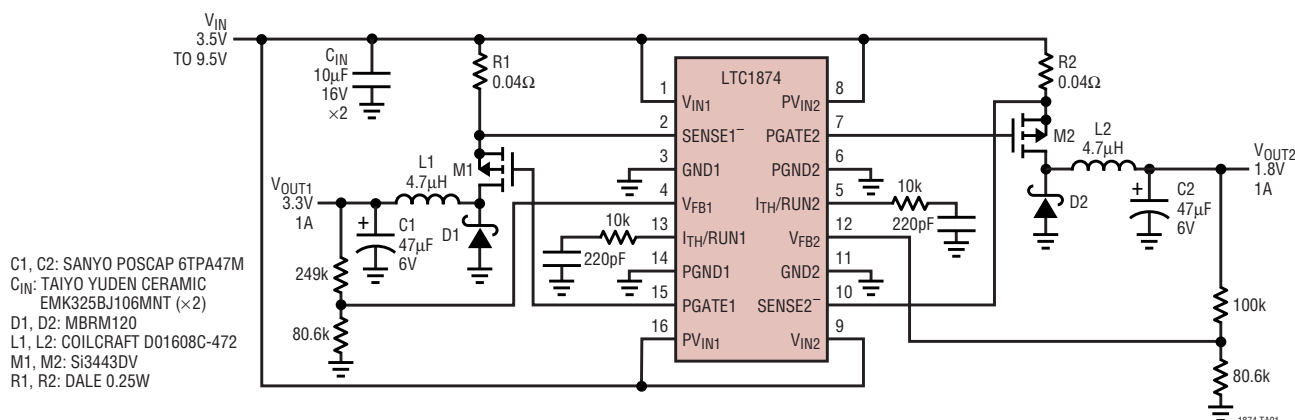 VIN
3.5V
TO 9.5V
CIN
10µF
16V
×2
R1
0.04Ω
LTC1874
R2
0.04Ω
1 VIN1
PVIN2 8
2 SENSE1–
PGATE2 7
3 GND1
PGND2 6
4 VFB1
ITH/RUN2 5
13 ITH/RUN1
VFB2 12
14 PGND1
GND2 11
15 PGATE1
SENSE2– 10
16 PVIN1
VIN2 9
M1
L1
4.7µH
VOUT1
3.3V
1A
+
C1
47µF
6V
D1
10k
220pF
249k
80.6k
10k
220pF
M2
L2
4.7µH
D2
+
C2
47µF
6V
VOUT2
1.8V
1A
100k
80.6k
C1, C2: SANYO POSCAP 6TPA47M
CIN: TAIYO YUDEN CERAMIC
EMK325BJ106MNT (×2)
D1, D2: MBRM120
L1, L2: COILCRAFT D01608C-472
M1, M2: Si3443DV
R1, R2: DALE 0.25W
1874 TA01